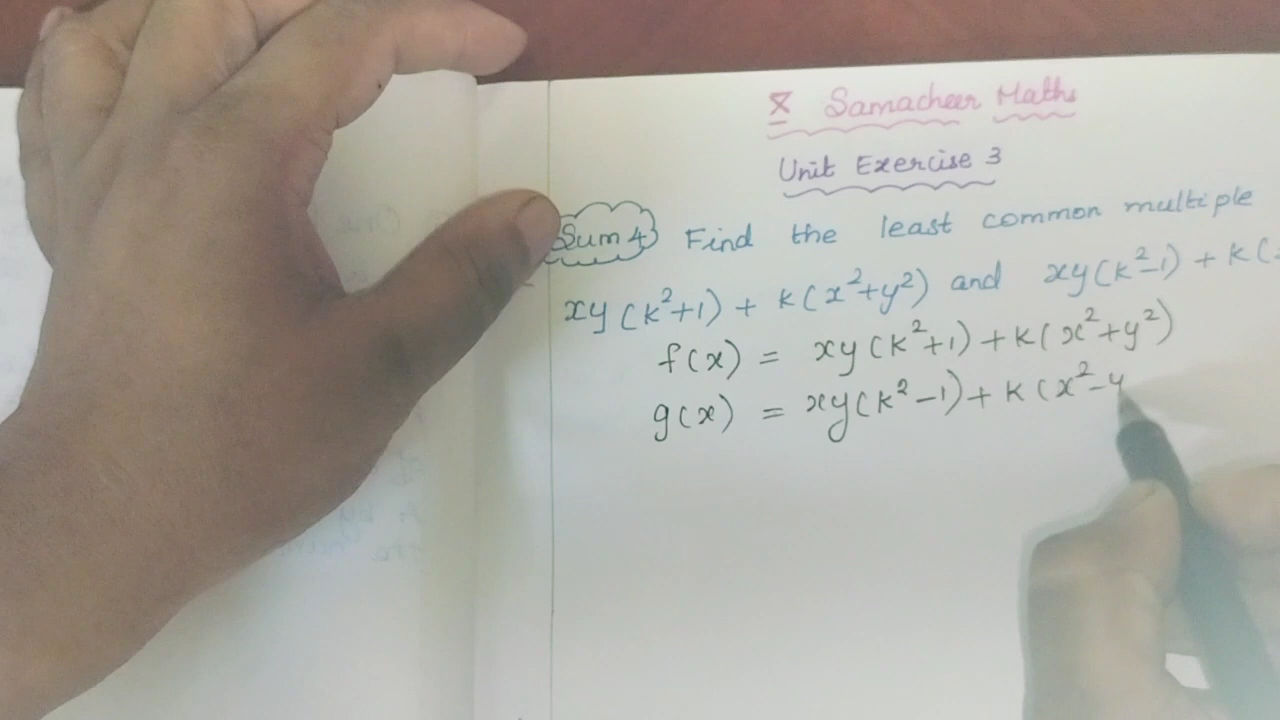 X Samacheer Maths
Unit Exercise 3
Sum 4 Find the least common multiple
xy(k²+1) + k(x²+y²) and xy(k²-1) + k(
f(x) = xy(k²+1)+k(x²+y²)
g(x) = xy(k²-1)+k(x²-y